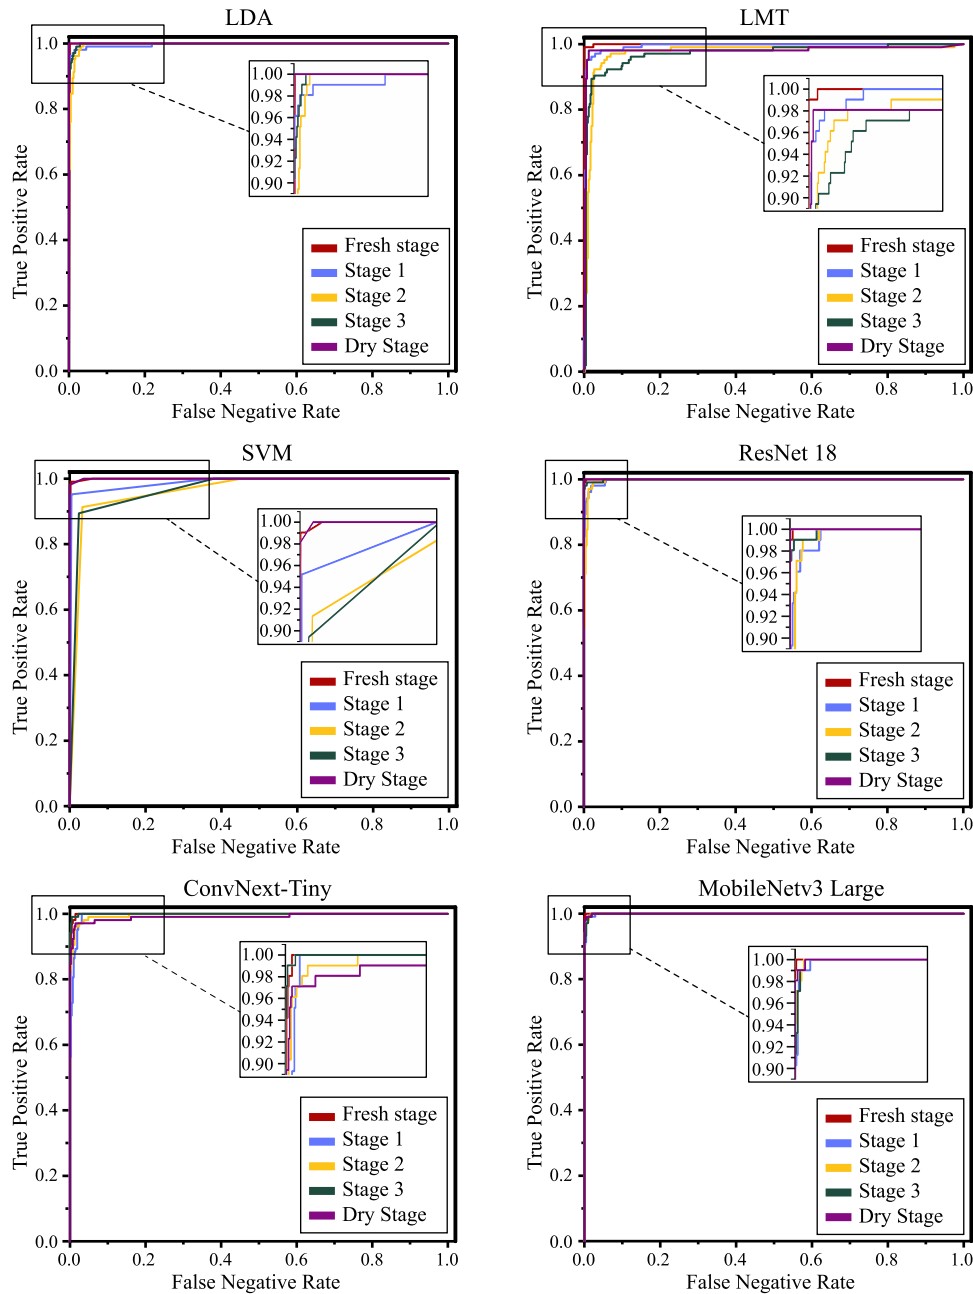 LDA
1.0
0.8
0.6
0.4
0.2
0.0
True Positive Rate
1.00
0.98
0.96
0.94
0.92
0.90
Fresh stage
Stage 1
Stage 2
Stage 3
Dry Stage
0.0 0.2 0.4 0.6 0.8 1.0
False Negative Rate
LMT
1.0
0.8
0.6
0.4
0.2
0.0
True Positive Rate
1.00
0.98
0.96
0.94
0.92
0.90
Fresh stage
Stage 1
Stage 2
Stage 3
Dry Stage
0.0 0.2 0.4 0.6 0.8 1.0
False Negative Rate
SVM
1.0
0.8
0.6
0.4
0.2
0.0
True Positive Rate
1.00
0.98
0.96
0.94
0.92
0.90
Fresh stage
Stage 1
Stage 2
Stage 3
Dry Stage
0.0 0.2 0.4 0.6 0.8 1.0
False Negative Rate
ResNet 18
1.0
0.8
0.6
0.4
0.2
0.0
True Positive Rate
1.00
0.98
0.96
0.94
0.92
0.90
Fresh stage
Stage 1
Stage 2
Stage 3
Dry Stage
0.0 0.2 0.4 0.6 0.8 1.0
False Negative Rate
ConvNext-Tiny
1.0
0.8
0.6
0.4
0.2
0.0
True Positive Rate
1.00
0.98
0.96
0.94
0.92
0.90
Fresh stage
Stage 1
Stage 2
Stage 3
Dry Stage
0.0 0.2 0.4 0.6 0.8 1.0
False Negative Rate
MobileNetv3 Large
1.0
0.8
0.6
0.4
0.2
0.0
True Positive Rate
1.00
0.98
0.96
0.94
0.92
0.90
Fresh stage
Stage 1
Stage 2
Stage 3
Dry Stage
0.0 0.2 0.4 0.6 0.8 1.0
False Negative Rate